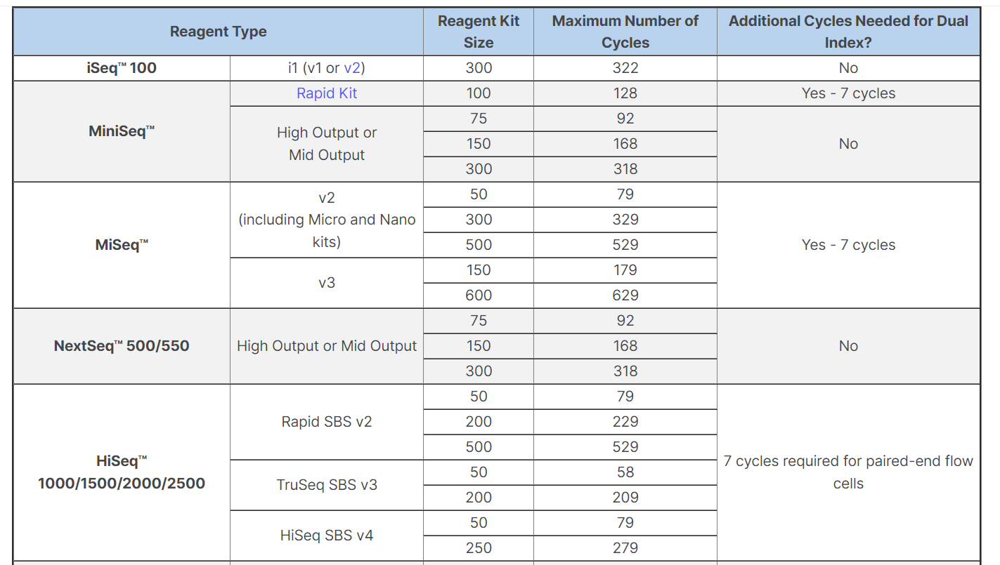 Reagent Type
Reagent Kit
Size
Maximum Number of
Cycles
Additional Cycles Needed for Dual
Index?
iSeq™ 100
i1 (v1 or v2)
300
322
No
MiniSeq™
Rapid Kit
100
128
Yes - 7 cycles
High Output or
Mid Output
75
92
150
168
300
318
No
MiSeq™
v2
(including Micro and Nano
kits)
50
79
300
329
500
529
v3
150
179
600
629
Yes - 7 cycles
NextSeq™ 500/550
High Output or Mid Output
75
92
150
168
300
318
No
HiSeq™
1000/1500/2000/2500
Rapid SBS v2
50
79
200
229
500
529
TruSeq SBS v3
50
58
200
209
HiSeq SBS v4
50
79
250
279
7 cycles required for paired-end flow
cells